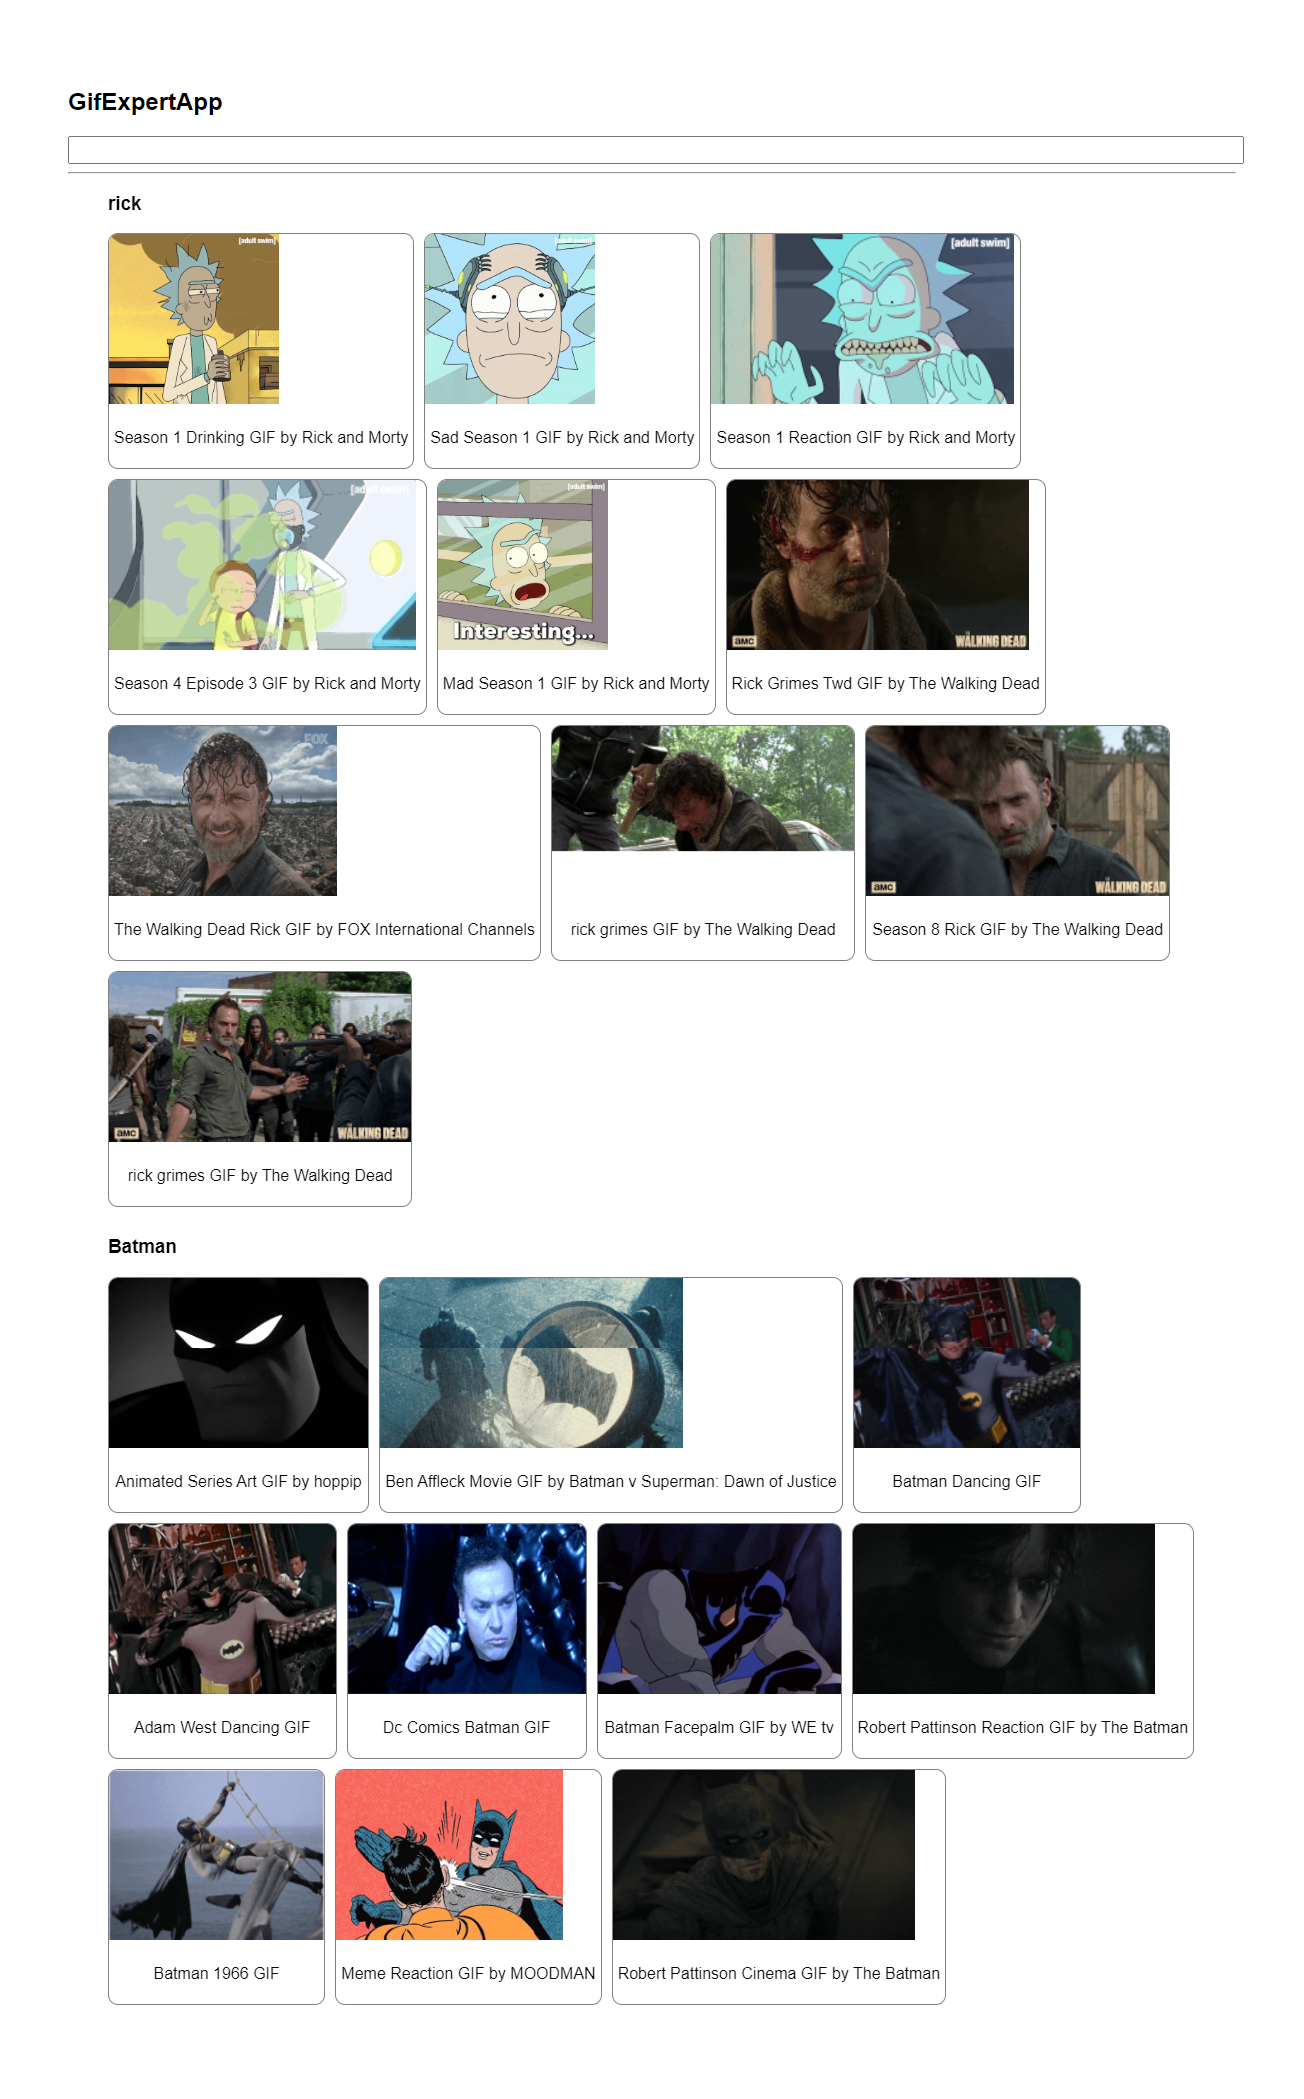 GifExpertApp
rick
[adult swim]
[adult swim]
[adult swim]
Season 1 Drinking GIF by Rick and Morty
Sad Season 1 GIF by Rick and Morty
Season 1 Reaction GIF by Rick and Morty
[adult swim]
[adult swim]
Interesting...
aMC
THE WALKING DEAD
Season 4 Episode 3 GIF by Rick and Morty
Mad Season 1 GIF by Rick and Morty
Rick Grimes Twd GIF by The Walking Dead
FOX
aMC
THE WALKING DEAD
The Walking Dead Rick GIF by FOX International Channels
rick grimes GIF by The Walking Dead
Season 8 Rick GIF by The Walking Dead
aMC
THE WALKING DEAD
rick grimes GIF by The Walking Dead
Batman
Animated Series Art GIF by hoppip
Ben Affleck Movie GIF by Batman v Superman: Dawn of Justice
Batman Dancing GIF
Adam West Dancing GIF
Dc Comics Batman GIF
Batman Facepalm GIF by WE tv
Robert Pattinson Reaction GIF by The Batman
Batman 1966 GIF
Meme Reaction GIF by MOODMAN
Robert Pattinson Cinema GIF by The Batman